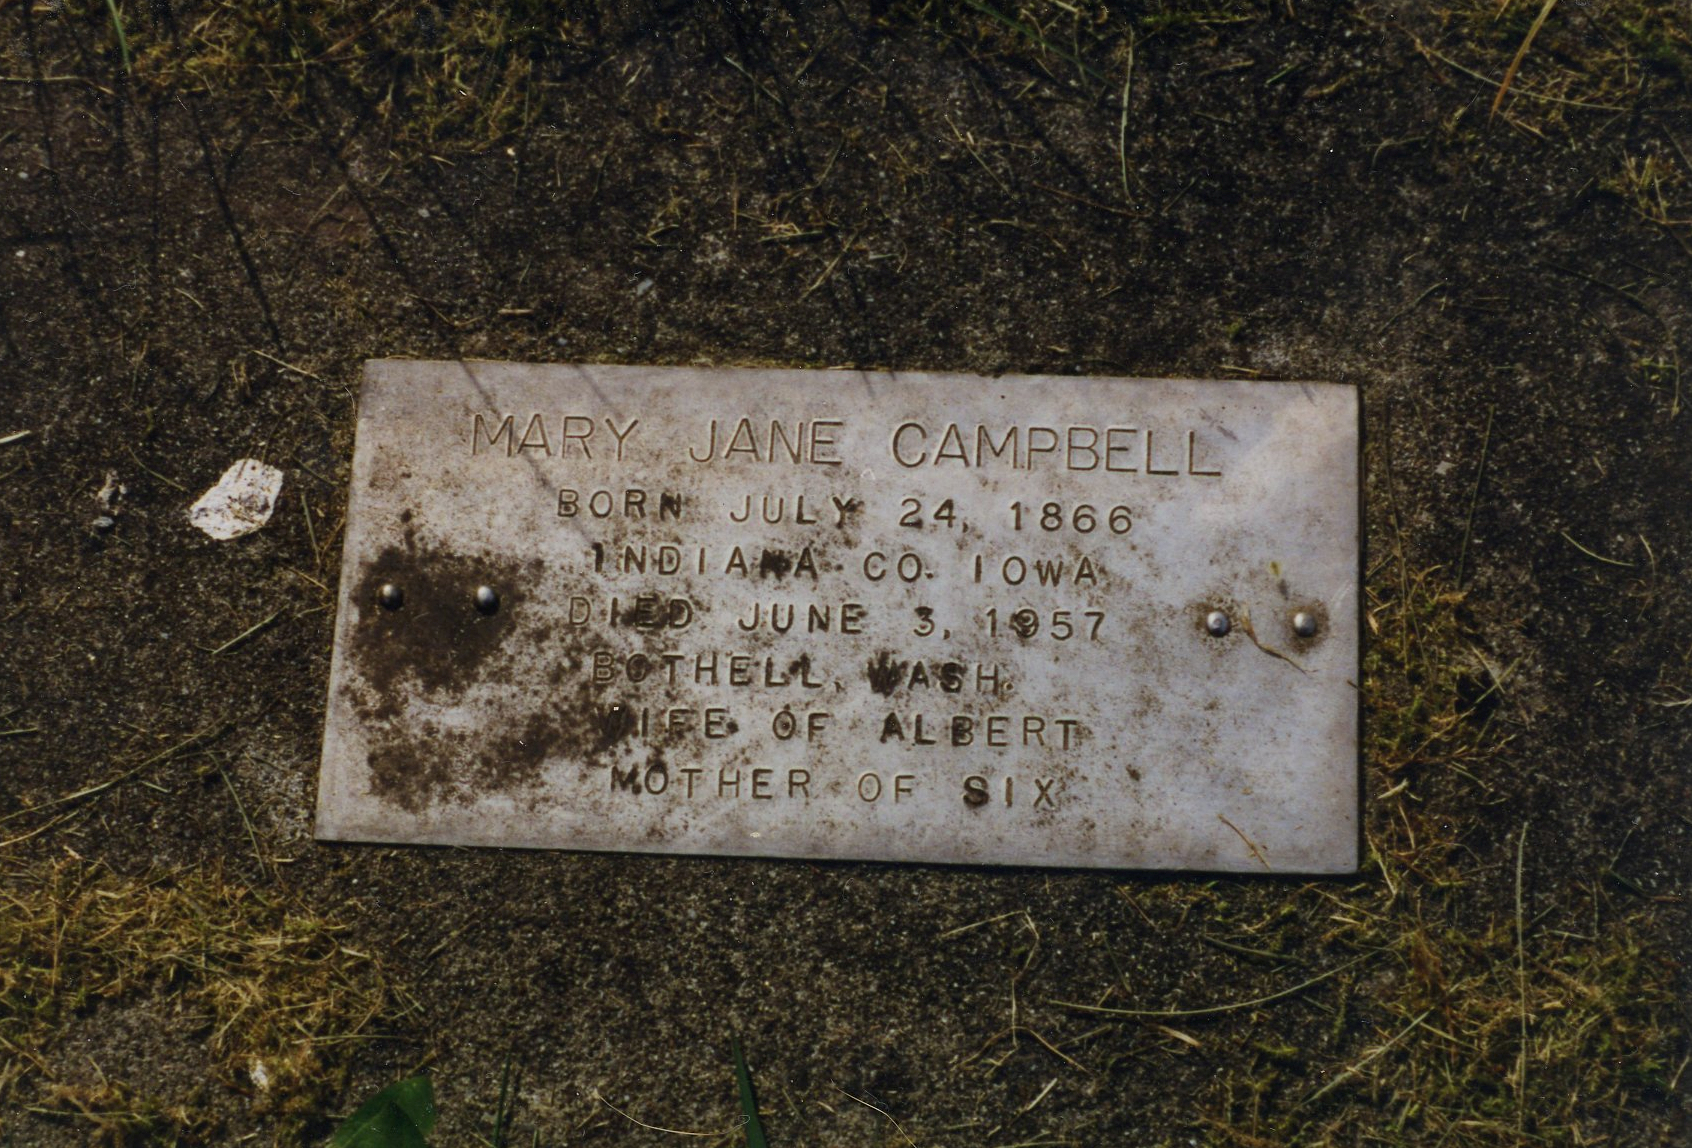 MARY JANE CAMPBELL
BORN JULY 24, 1866
INDIANA CO. IOWA
DIED JUNE 3, 1957
BOTHELL, WASH.
WIFE OF ALBERT
MOTHER OF SIX